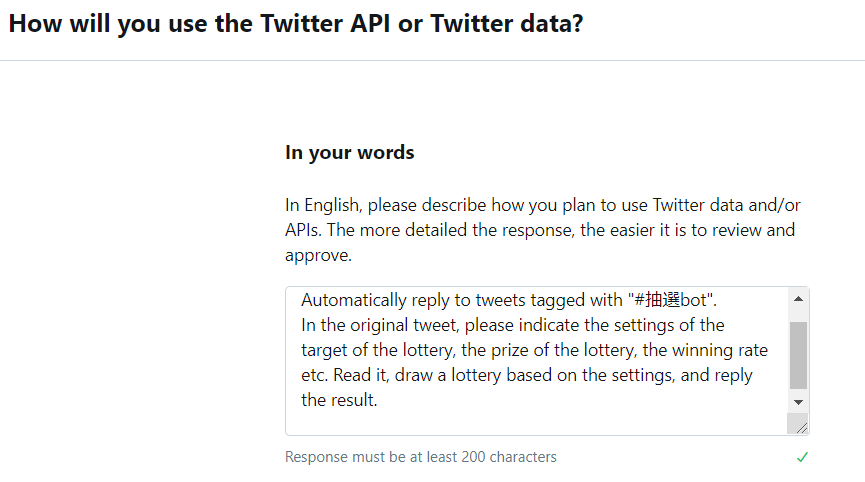 How will you use the Twitter API or Twitter data?
In your words
In English, please describe how you plan to use Twitter data and/or
APIs. The more detailed the response, the easier it is to review and
approve.
Automatically reply to tweets tagged with "#抽選bot".
In the original tweet, please indicate the settings of the
target of the lottery, the prize of the lottery, the winning rate
etc. Read it, draw a lottery based on the settings, and reply
the result.
Response must be at least 200 characters